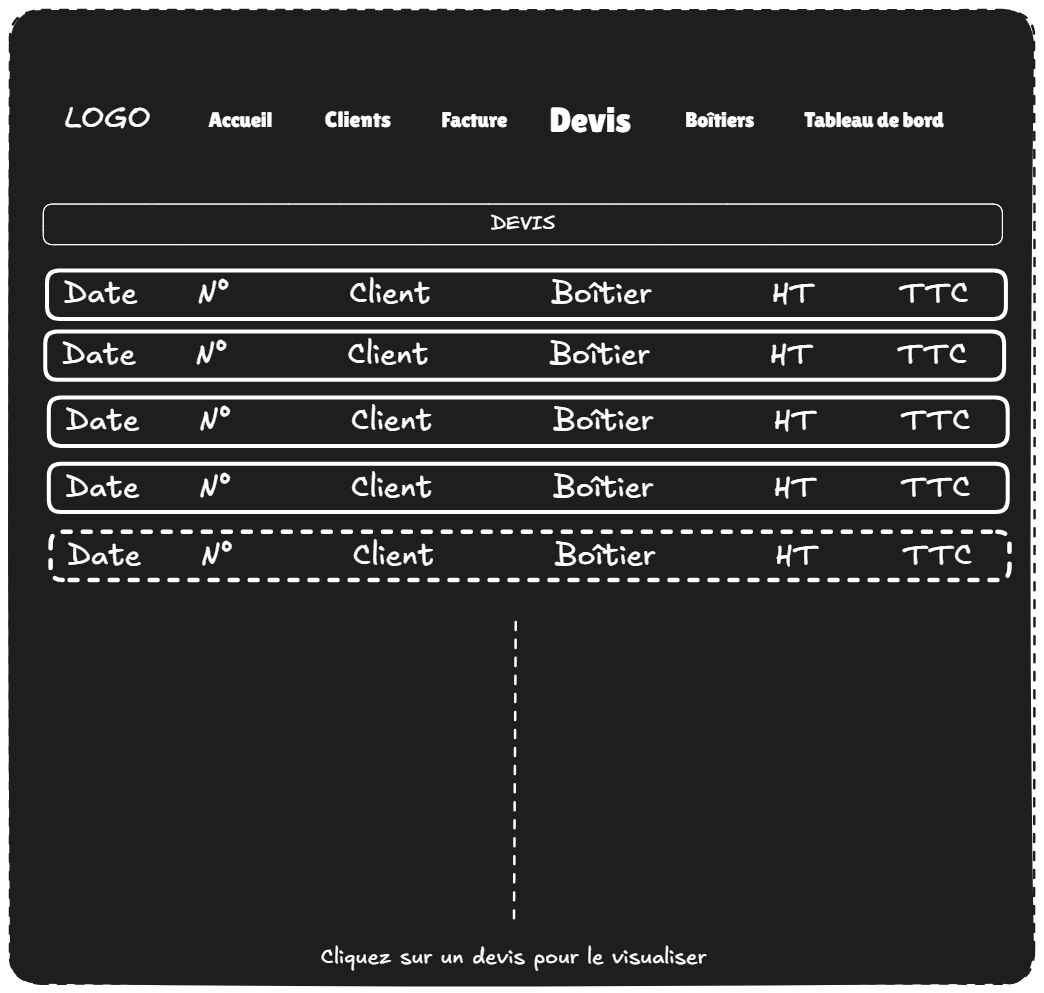 LOGO Accueil Clients Facture Devis Boîtiers Tableau de bord
DEVIS
Date N° Client Boîtier HT TTC
Date N° Client Boîtier HT TTC
Date N° Client Boîtier HT TTC
Date N° Client Boîtier HT TTC
Date N° Client Boîtier HT TTC
Cliquez sur un devis pour le visualiser